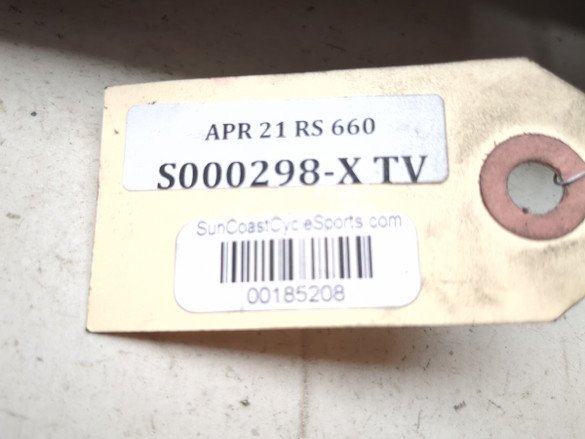 APR 21 RS 660
S000298-X TV
SunCoastCycleSports.com
00185208